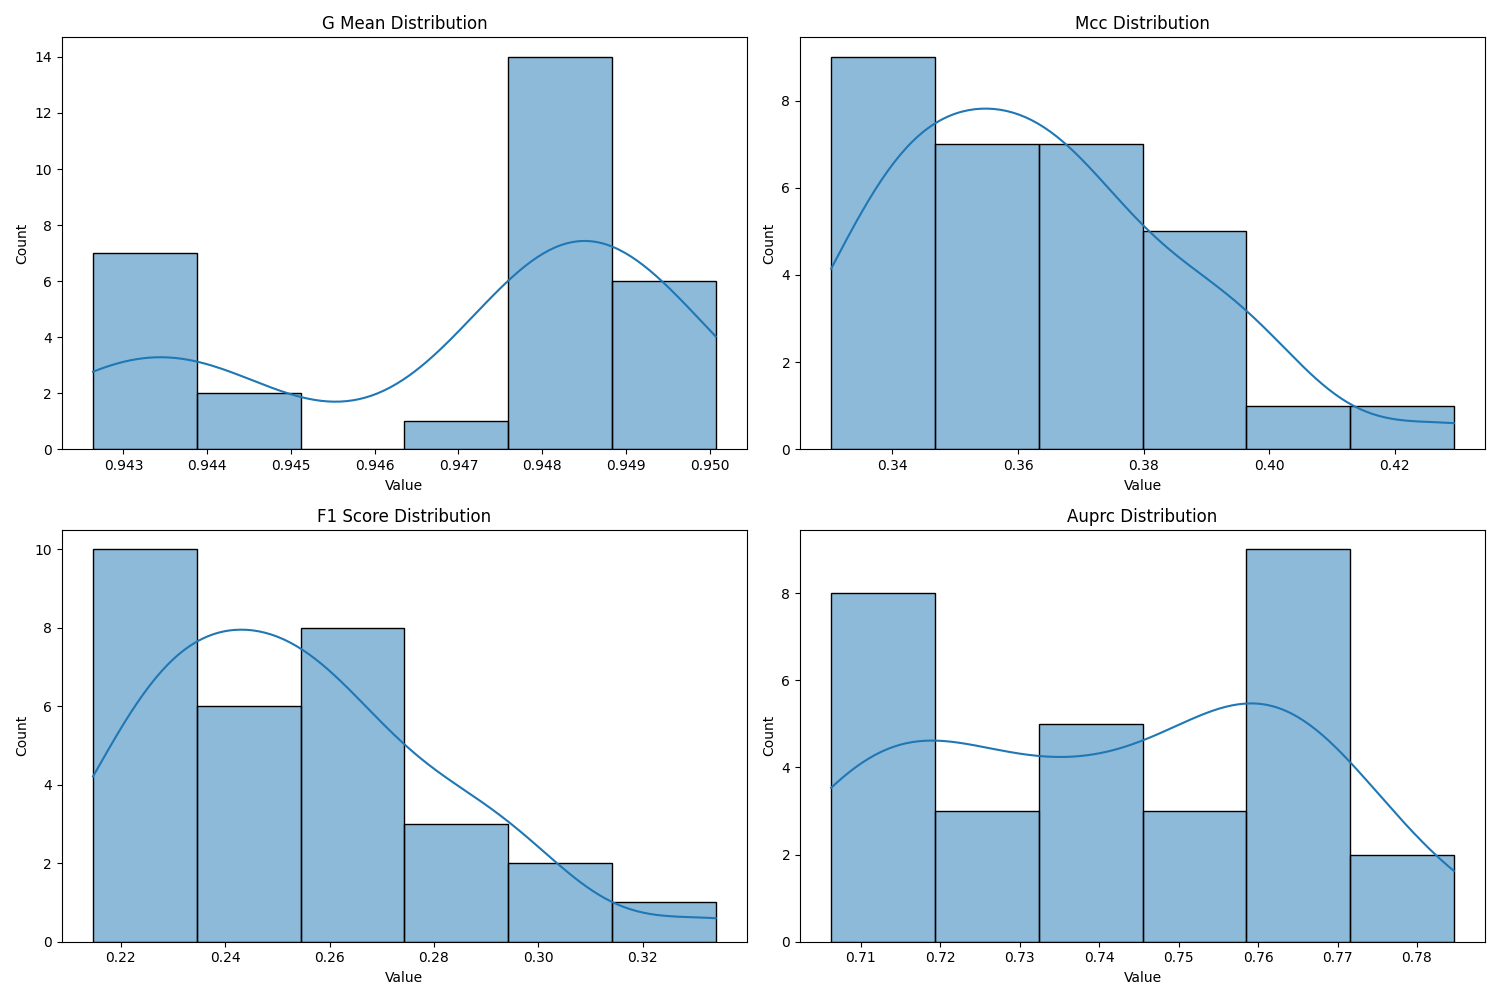 G Mean Distribution
14
12
10
8
6
4
2
0
Count
0.943 0.944 0.945 0.946 0.947 0.948 0.949 0.950
Value
Mcc Distribution
8
6
4
2
0
Count
0.34 0.36 0.38 0.40 0.42
Value
F1 Score Distribution
10
8
6
4
2
0
Count
0.22 0.24 0.26 0.28 0.30 0.32
Value
Auprc Distribution
8
6
4
2
0
Count
0.71 0.72 0.73 0.74 0.75 0.76 0.77 0.78
Value